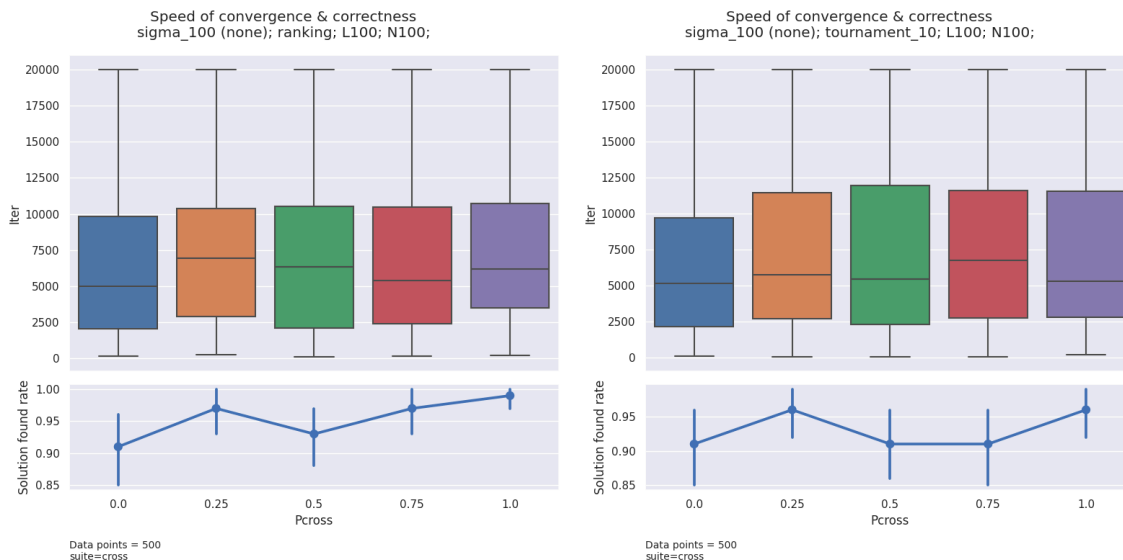 Speed of convergence & correctness
sigma_100 (none); ranking; L100; N100;
20000
17500
15000
12500
10000
7500
5000
2500
0
Iter
1.00
0.95
0.90
0.85
Solution found rate
0.0
0.25
0.5
0.75
1.0
Pcross
Data points = 500
suite=cross
Speed of convergence & correctness
sigma_100 (none); tournament_10; L100; N100;
20000
17500
15000
12500
10000
7500
5000
2500
0
Iter
0.95
0.90
0.85
Solution found rate
0.0
0.25
0.5
0.75
1.0
Pcross
Data points = 500
suite=cross